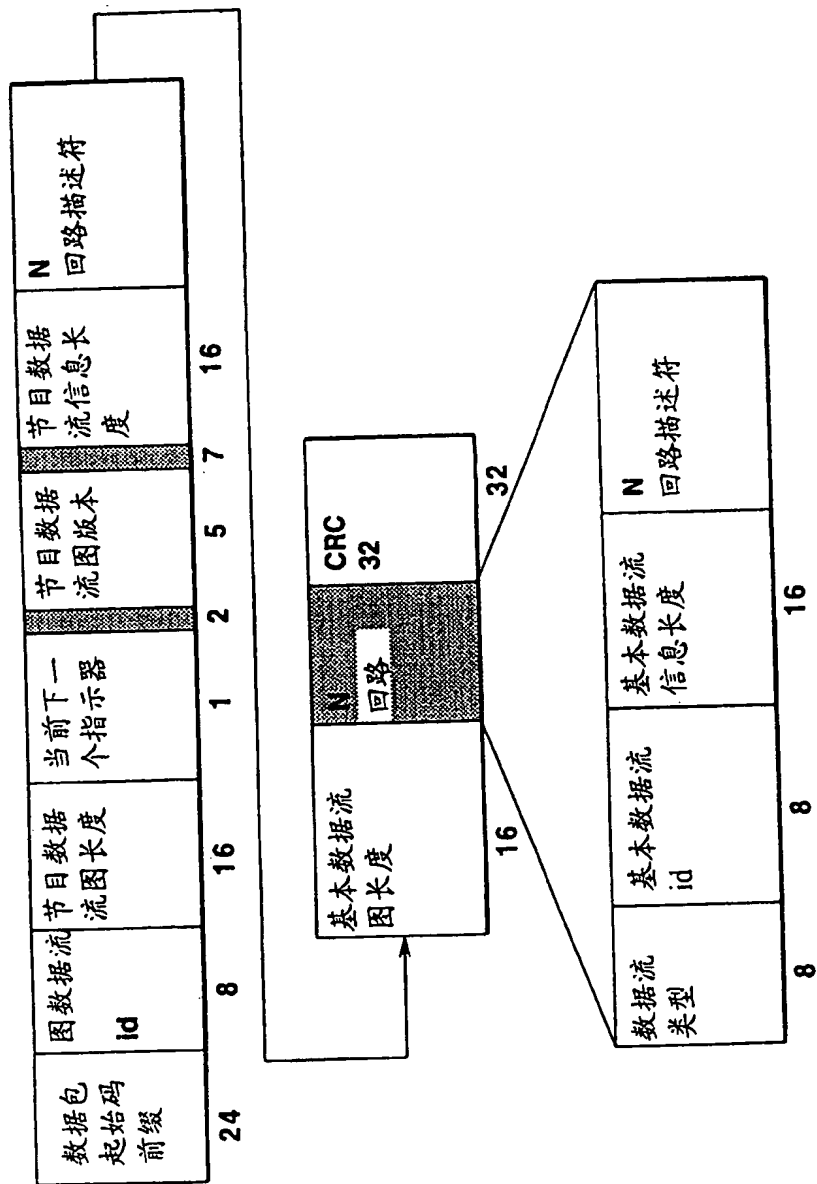 数据包
起始码
前缀
图数据流
id
节目数据
流图长度
当前下一
个指示器
节目数据
流图版本
节目数据
流信息长
度
N
回路描述符
24
8
16
1
2
5
7
16
基本数据流
图长度
N
回路
CRC
32
16
32
数据流
类型
基本数据流
id
基本数据流
信息长度
N
回路描述符
8
8
16